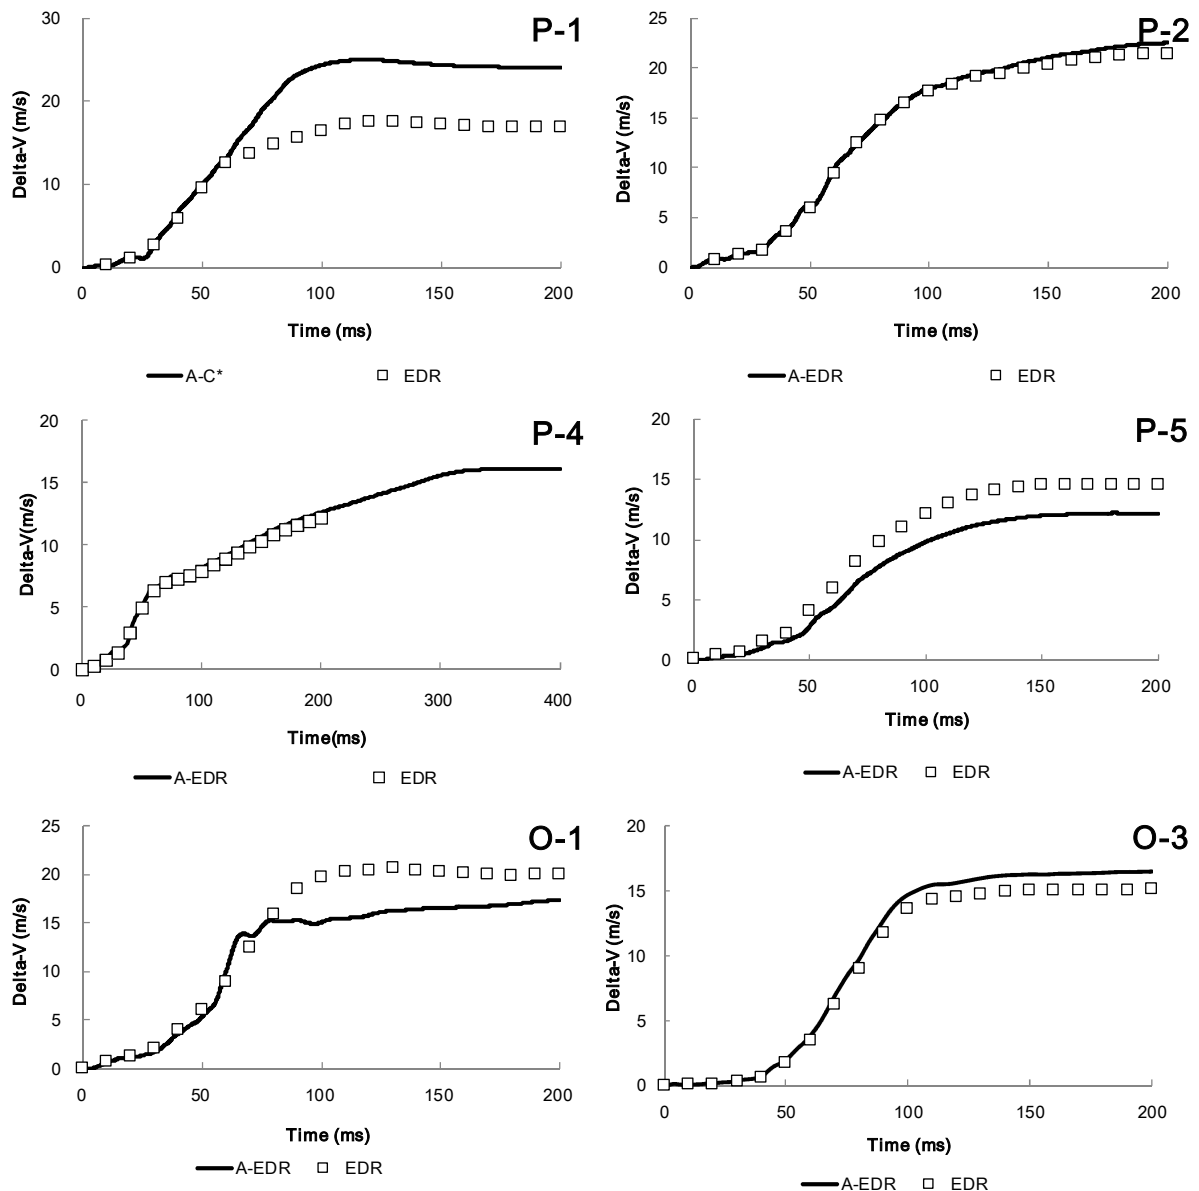 P-1
30
20
10
0
Delta-V (m/s)
0 50 100 150 200
Time (ms)
A-C* EDR
P-2
25
20
15
10
5
0
Delta-V (m/s)
0 50 100 150 200
Time (ms)
A-EDR EDR
P-4
20
15
10
5
0
Delta-V(m/s)
0 100 200 300 400
Time(ms)
A-EDR EDR
P-5
20
15
10
5
0
Delta-V (m/s)
0 50 100 150 200
Time (ms)
A-EDR EDR
O-1
25
20
15
10
5
0
Delta-V (m/s)
0 50 100 150 200
Time (ms)
A-EDR EDR
O-3
20
15
10
5
0
Delta-V (m/s)
0 50 100 150 200
Time (ms)
A-EDR EDR